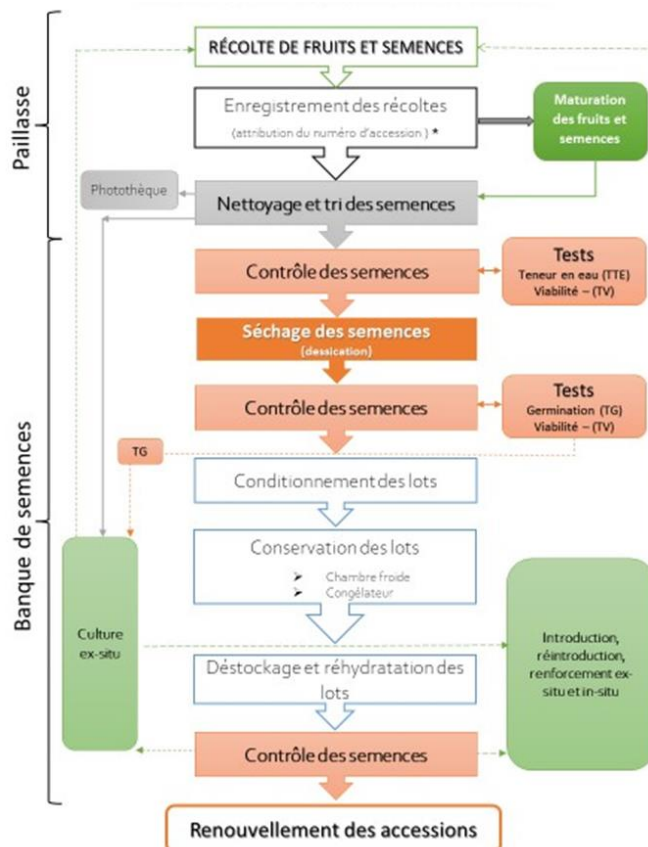 RÉCOLTE DE FRUITS ET SEMENCES
Paillasse
Enregistrement des récoltes
(attribution du numéro d'accession) *
Maturation
des fruits et
semences
Photothèque
Nettoyage et tri des semences
Contrôle des semences
Tests
Teneur en eau (TTE)
Viabilité – (TV)
Séchage des semences
(dessication)
Banque de semences
Contrôle des semences
Tests
Germination (TG)
Viabilité – (TV)
TG
Conditionnement des lots
Conservation des lots
➢ Chambre froide
➢ Congélateur
Culture
ex-situ
Introduction,
réintroduction,
renforcement ex-
situ et in-situ
Déstockage et réhydratation des
lots
Contrôle des semences
Renouvellement des accessions